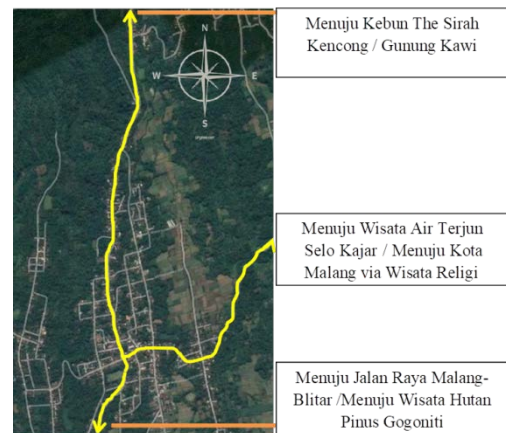 Menuju Kebun The Sirah
Kencong / Gunung Kawi
N
W
E
S
Menuju Wisata Air Terjun
Selo Kajar / Menuju Kota
Malang via Wisata Religi
Menuju Jalan Raya Malang-
Blitar /Menuju Wisata Hutan
Pinus Gogoniti